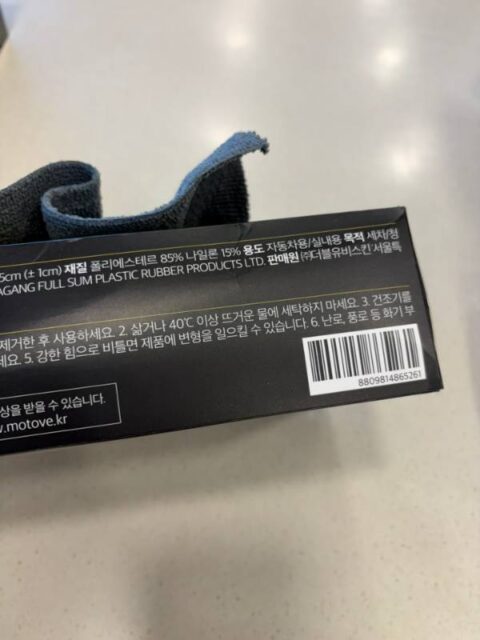 5cm (± 1cm) 재질 폴리에스테르 85% 나일론 15% 용도 자동차용/실내용 목적 세차/청
AGANG FULL SUM PLASTIC RUBBER PRODUCTS LTD. 판매원 ㈜더블유비스킨 서울특
제거한 후 사용하세요. 2. 삶거나 40℃ 이상 뜨거운 물에 세탁하지 마세요. 3. 건조기를
세요. 5. 강한 힘으로 비틀면 제품에 변형을 일으킬 수 있습니다. 6. 난로, 풍로 등 화기 부
상을 받을 수 있습니다.
w.motove.kr
8809814865261